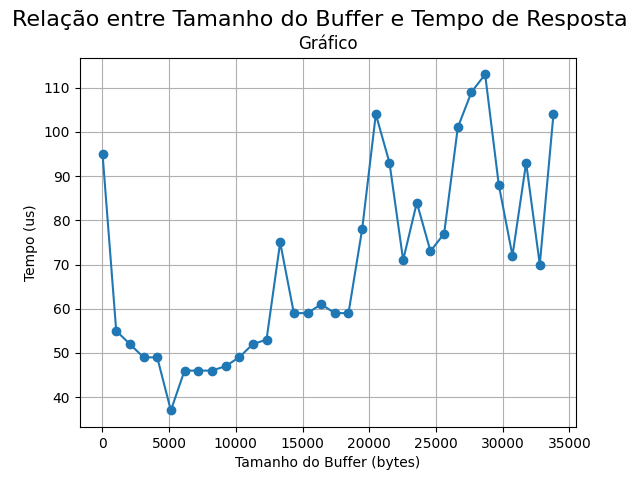 Relação entre Tamanho do Buffer e Tempo de Resposta
Gráfico
110
100
90
80
70
60
50
40
Tempo (us)
0 5000 10000 15000 20000 25000 30000 35000
Tamanho do Buffer (bytes)